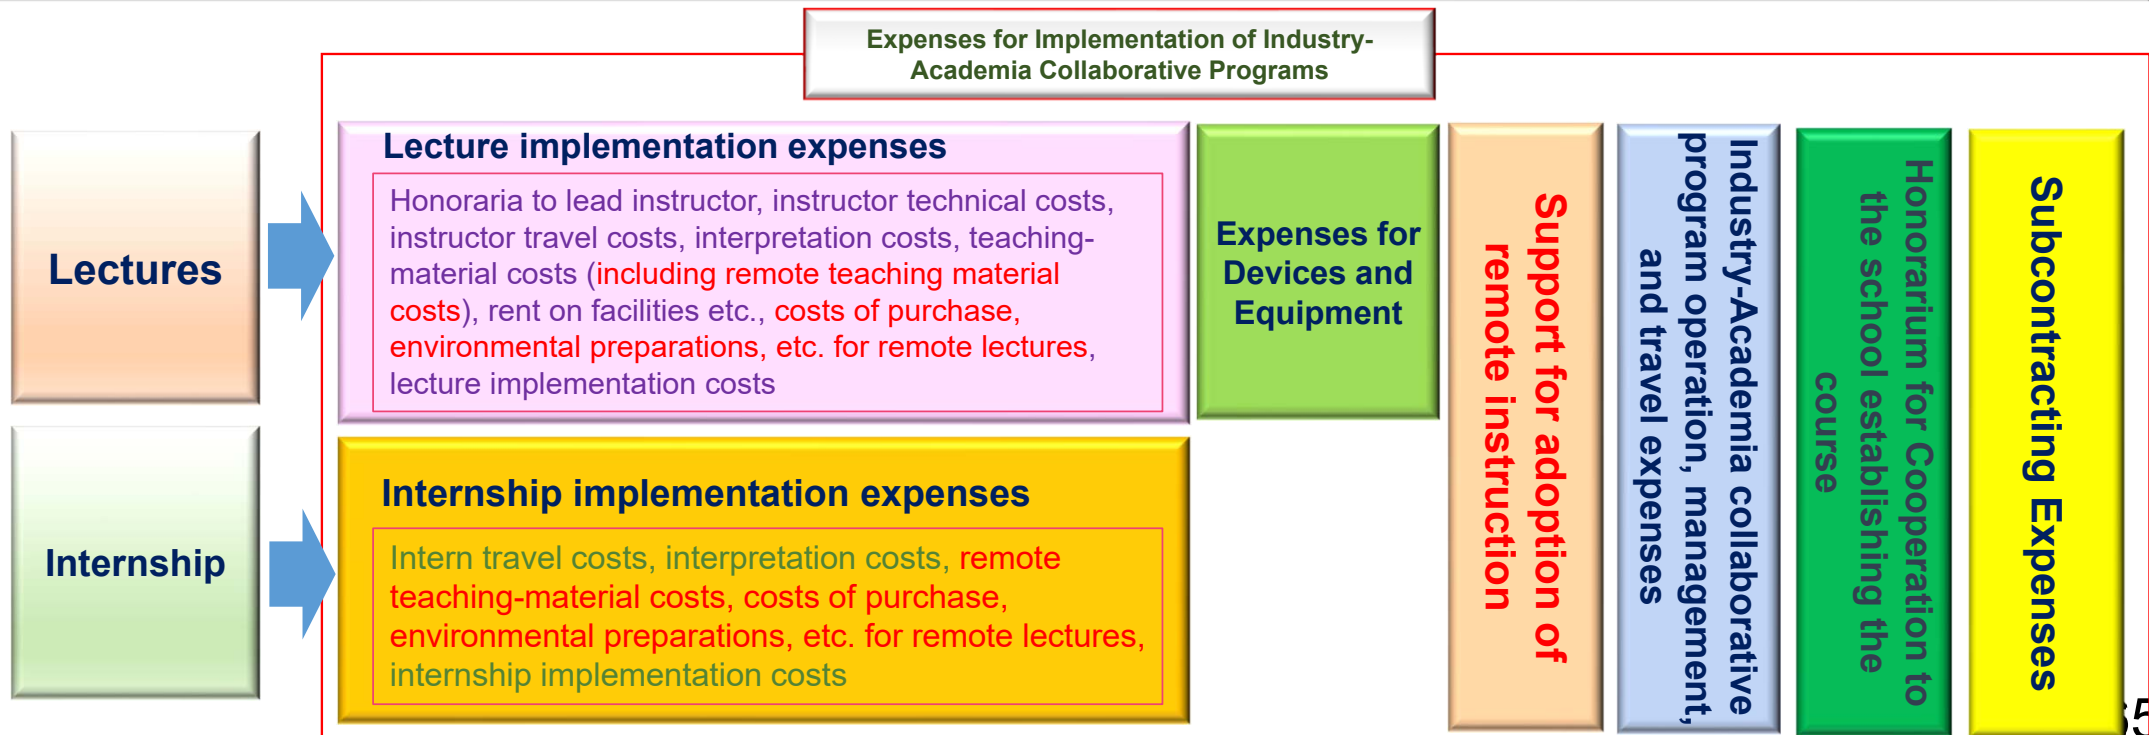 Expenses for Implementation of Industry-
Academia Collaborative Programs
Lectures
Lecture implementation expenses
Honoraria to lead instructor, instructor technical costs,
instructor travel costs, interpretation costs, teaching-
material costs (including remote teaching material
costs), rent on facilities etc., costs of purchase,
environmental preparations, etc. for remote lectures,
lecture implementation costs
Expenses for
Devices and
Equipment
Internship
Internship implementation expenses
Intern travel costs, interpretation costs, remote
teaching-material costs, costs of purchase,
environmental preparations, etc. for remote lectures,
internship implementation costs
Support for adoption of
remote instruction
Industry-Academia collaborative
program operation, management,
and travel expenses
Honorarium for Cooperation to
the school establishing the
course
Subcontracting Expenses